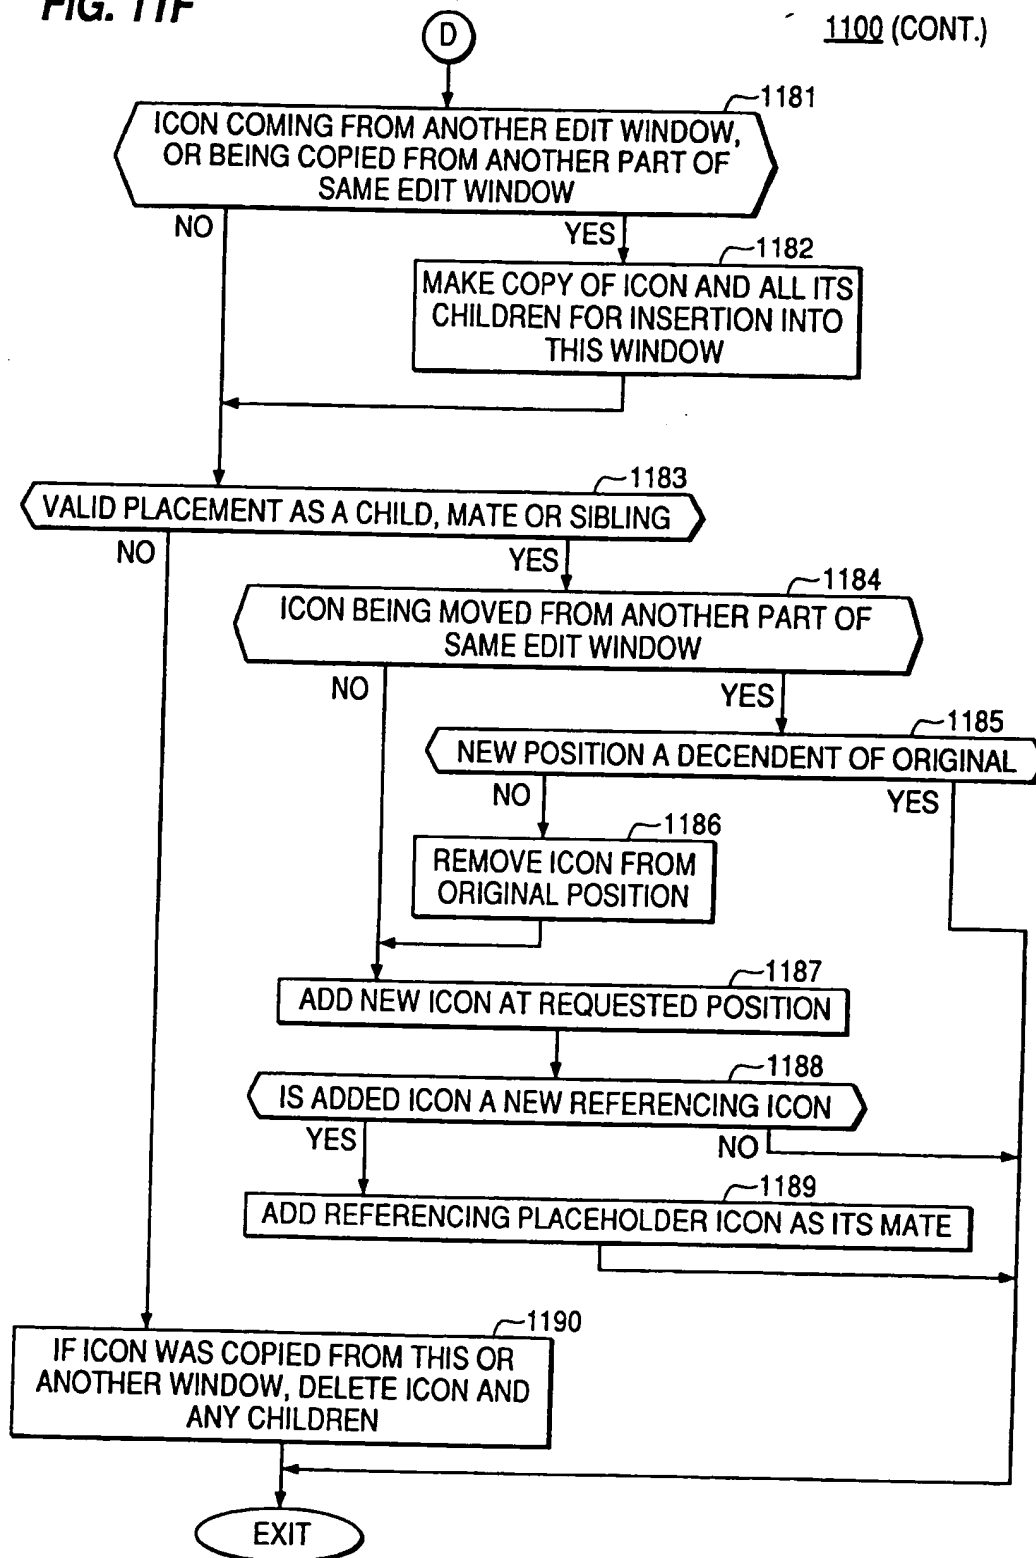 FIG. 11F
1100 (CONT.)
D
1181
ICON COMING FROM ANOTHER EDIT WINDOW,
OR BEING COPIED FROM ANOTHER PART OF
SAME EDIT WINDOW
NO
YES
1182
MAKE COPY OF ICON AND ALL ITS
CHILDREN FOR INSERTION INTO
THIS WINDOW
1183
VALID PLACEMENT AS A CHILD, MATE OR SIBLING
NO
YES
1184
ICON BEING MOVED FROM ANOTHER PART OF
SAME EDIT WINDOW
NO
YES
1185
NEW POSITION A DECENDENT OF ORIGINAL
NO
YES
1186
REMOVE ICON FROM
ORIGINAL POSITION
1187
ADD NEW ICON AT REQUESTED POSITION
1188
IS ADDED ICON A NEW REFERENCING ICON
YES
NO
1189
ADD REFERENCING PLACEHOLDER ICON AS ITS MATE
1190
IF ICON WAS COPIED FROM THIS OR
ANOTHER WINDOW, DELETE ICON AND
ANY CHILDREN
EXIT